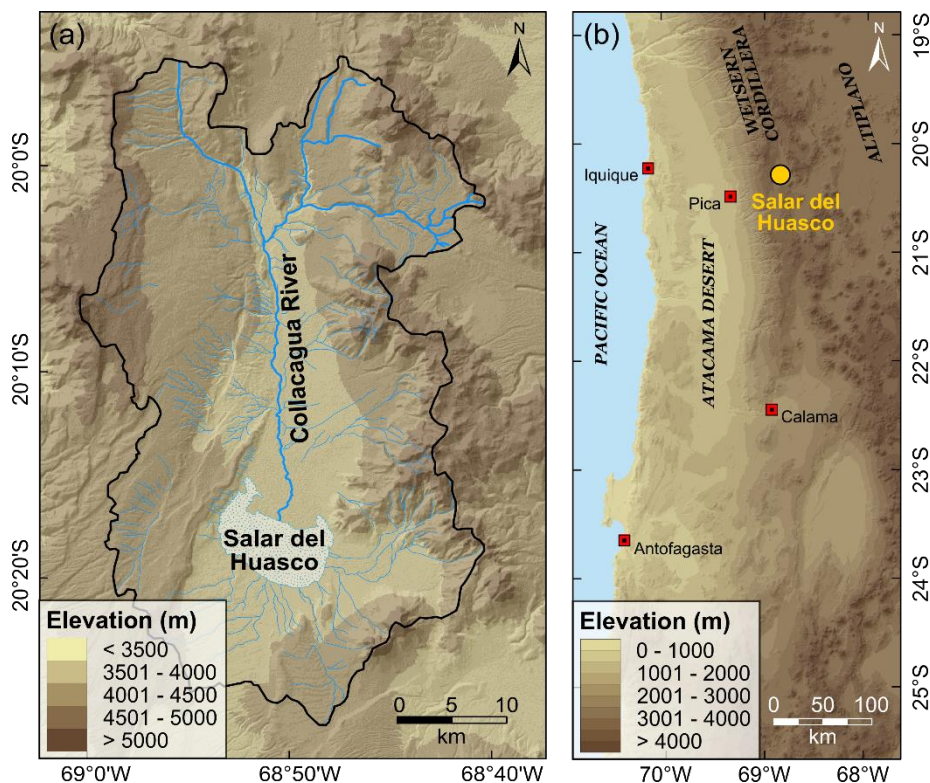 (a)
N
20°0'S
20°10'S
20°20'S
Collacagua River
Salar del
Huasco
Elevation (m)
< 3500
3501 - 4000
4001 - 4500
4501 - 5000
> 5000
0 5 10
km
69°0'W 68°50'W 68°40'W
(b)
N
WETSERN
CORDILLERA
ALTIPLANO
Iquique
Pica
Salar del
Huasco
PACIFIC OCEAN
ATACAMA DESERT
Calama
Antofagasta
Elevation (m)
0 - 1000
1001 - 2000
2001 - 3000
3001 - 4000
> 4000
0 50 100
km
19°S
20°S
21°S
22°S
23°S
24°S
25°S
70°W 69°W 68°W